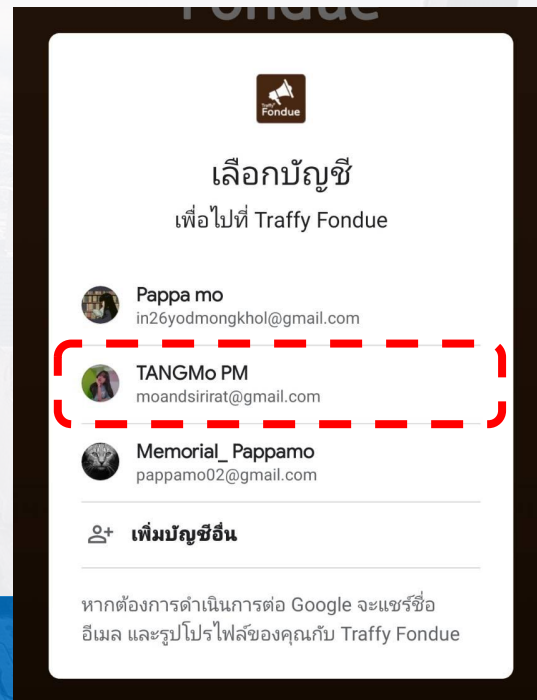 Fondue
Traffy
Fondue
เลือกบัญชี
เพื่อไปที่ Traffy Fondue
Pappa mo
in26yodmongkhol@gmail.com
TANGMo PM
moandsirirat@gmail.com
Memorial_ Pappamo
pappamo02@gmail.com
เพิ่มบัญชีอื่น
หากต้องการดำเนินการต่อ Google จะแชร์ชื่อ
อีเมล และรูปโปรไฟล์ของคุณกับ Traffy Fondue